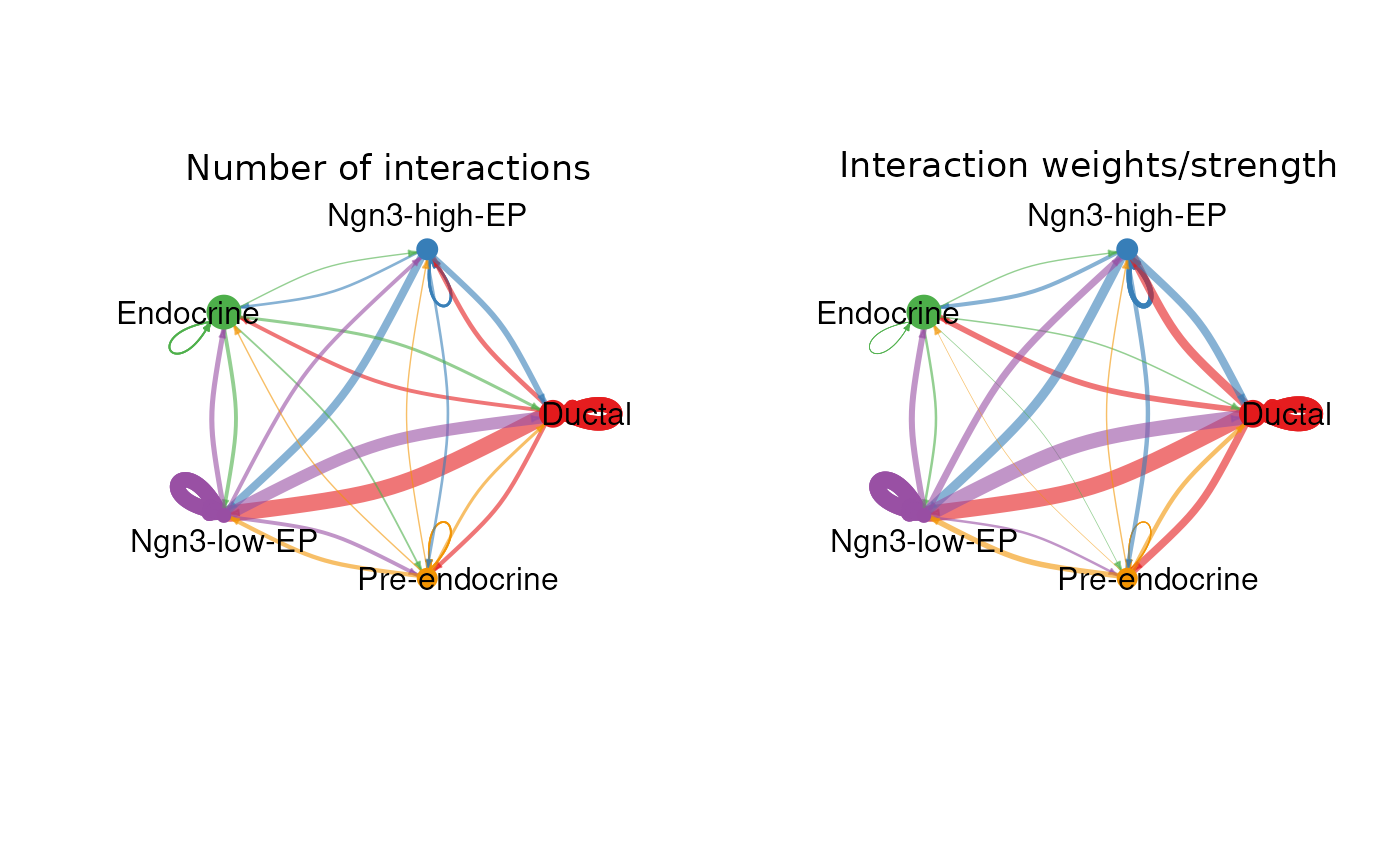 Number of interactions
Ngn3-high-EP
Endocrine
Ductal
Ngn3-low-EP
Pre-endocrine
Interaction weights/strength
Ngn3-high-EP
Endocrine
Ductal
Ngn3-low-EP
Pre-endocrine